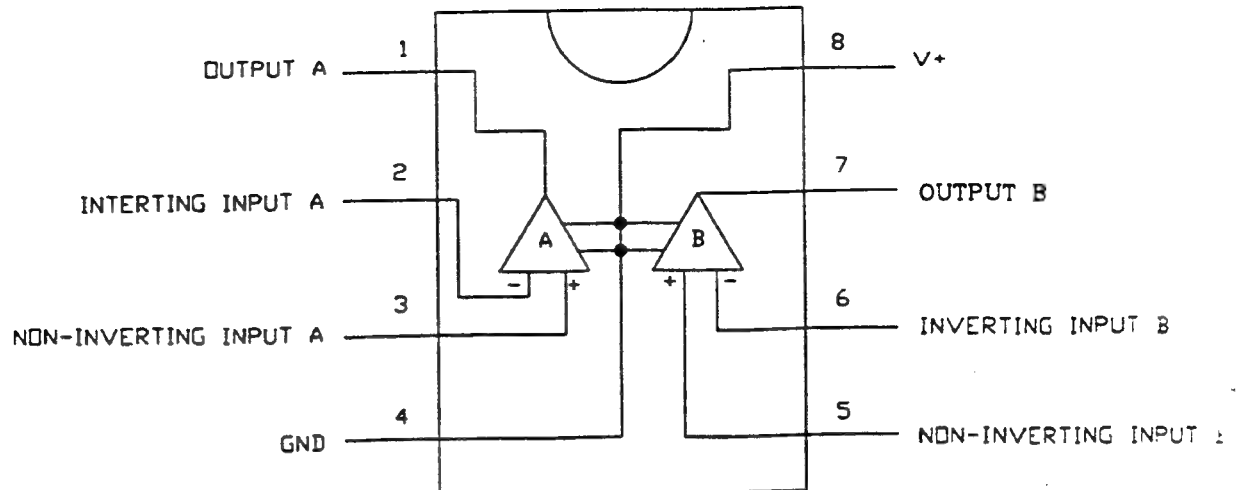 1
OUTPUT A
8
V+
2
INTERTING INPUT A
7
OUTPUT B
A
B
- +
+ -
3
NON-INVERTING INPUT A
6
INVERTING INPUT B
4
GND
5
NON-INVERTING INPUT